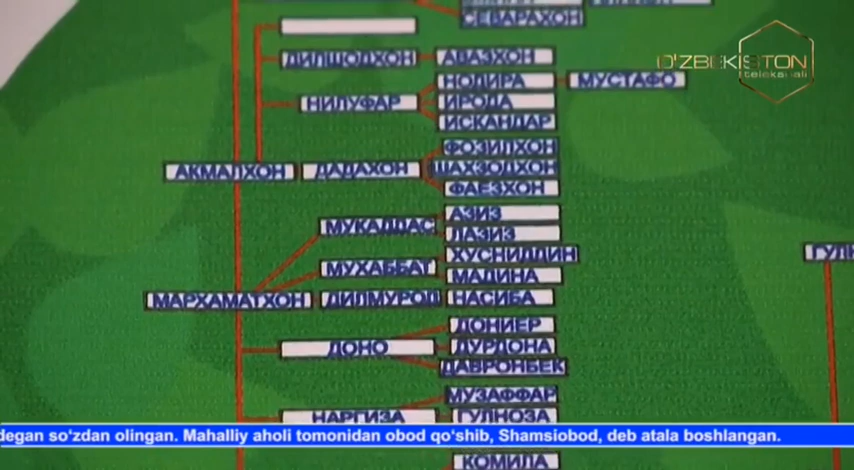 СЕВАРАХОН
O'ZBEKISTON
telekanali
ДИЛШОДХОН АВАЗХОН
НОДИРА МУСТАФО
НИЛУФАР ИРОДА
ИСКАНДАР
ФОЗИЛХОН
АКМАЛХОН ДАДАХОН ШАХЗОДХОН
ФАЕЗХОН
АЗИЗ
МУКАДДАС
ЛАЗИЗ
ХУСНИДДИН
МУХАББАТ
МАДИНА
МАРХАМАТХОН ДИЛМУРОД НАСИБА
ДОНИЕР
ДОНО ДУРДОНА
ДАВРОНБЕК
МУЗАФФАР
НАРГИЗА ГУЛНОЗА
degan so‘zdan olingan. Mahalliy aholi tomonidan obod qo‘shib, Shamsiobod, deb atala boshlangan.
КОМИЛА